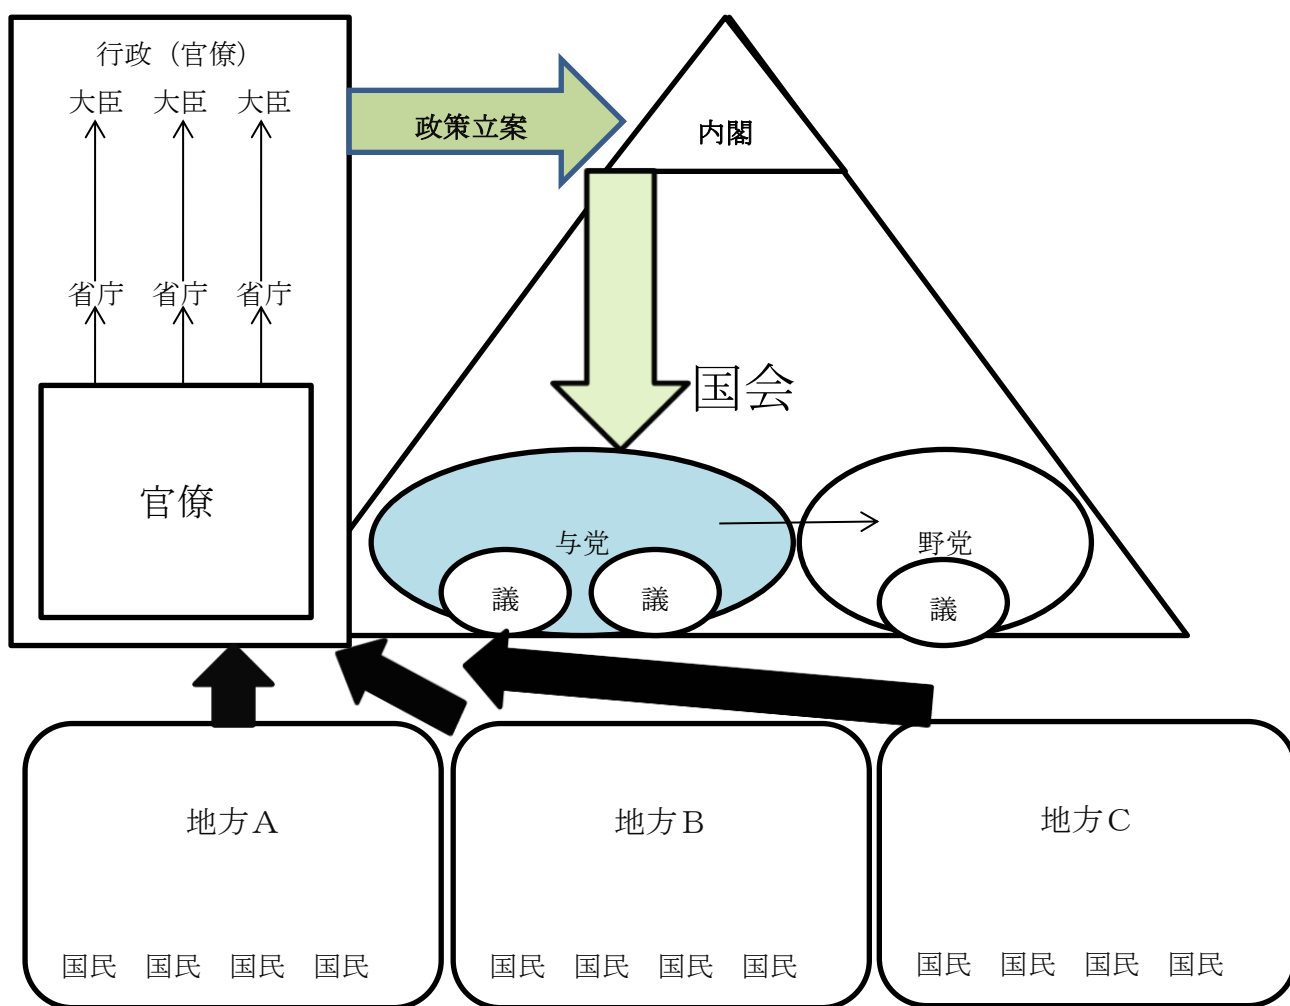 行政（官僚）
大臣 大臣 大臣
省庁 省庁 省庁
官僚
政策立案
内閣
国会
与党
議 議
野党
議
地方Ａ
国民 国民 国民 国民
地方Ｂ
国民 国民 国民 国民
地方Ｃ
国民 国民 国民 国民